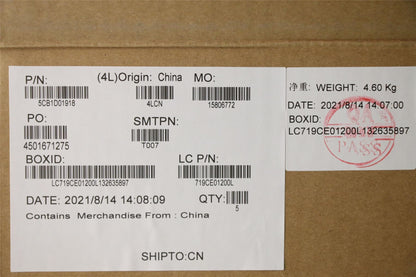 P/N: (4L)Origin: China MO:
5CB1D01918 4LCN 15806772
PO: SMTPN:
4501671275 T007
BOXID: LC P/N:
LC719CE01200L132635897 719CE01200L
DATE: 2021/8/14 14:08:09 QTY:
5
Contains Merchandise From : China
SHIPTO:CN
净重: WEIGHT: 4.60 Kg
DATE: 2021/8/14 14:07:00
BOXID:
LC719CE01200L132635897
QA
PASS